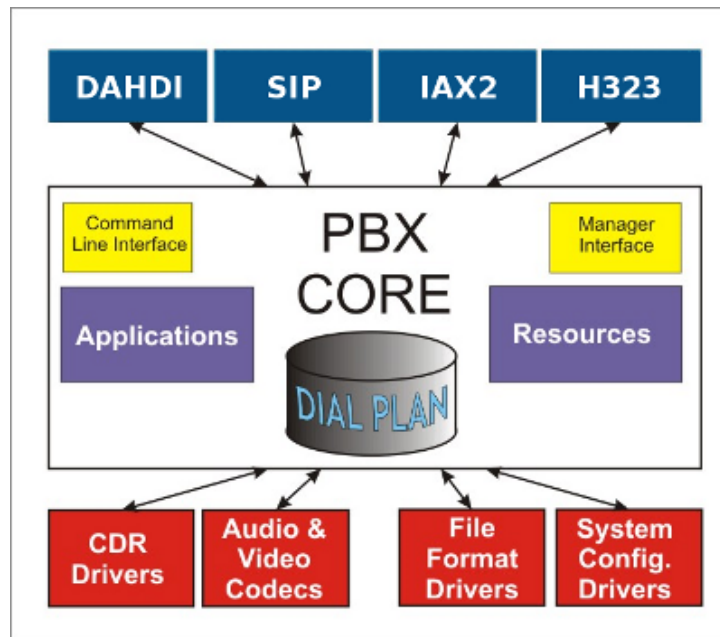 DAHDI
SIP
IAX2
H323
Command
Line Interface
PBX
CORE
Manager
Interface
Applications
Resources
DIAL PLAN
CDR
Drivers
Audio &
Video
Codecs
File
Format
Drivers
System
Config.
Drivers